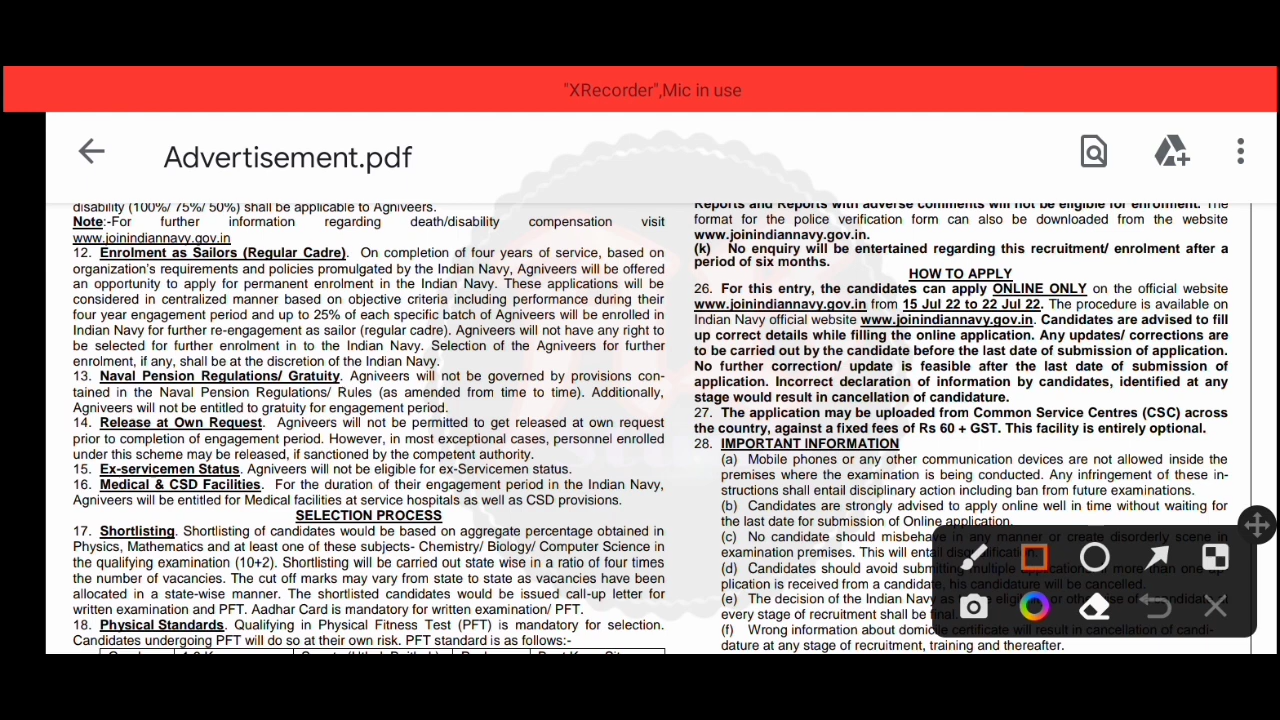 "XRecorder",Mic in use
Advertisement.pdf
disability (100%/ 75%/ 50%) shall be applicable to Agniveers.
Note:-For further information regarding death/disability compensation visit
www.joinindiannavy.gov.in
12. Enrolment as Sailors (Regular Cadre). On completion of four years of service, based on
organization's requirements and policies promulgated by the Indian Navy, Agniveers will be offered
an opportunity to apply for permanent enrolment in the Indian Navy. These applications will be
considered in centralized manner based on objective criteria including performance during their
four year engagement period and up to 25% of each specific batch of Agniveers will be enrolled in
Indian Navy for further re-engagement as sailor (regular cadre). Agniveers will not have any right to
be selected for further enrolment in to the Indian Navy. Selection of the Agniveers for further
enrolment, if any, shall be at the discretion of the Indian Navy.
13. Naval Pension Regulations/ Gratuity. Agniveers will not be governed by provisions con-
tained in the Naval Pension Regulations/ Rules (as amended from time to time). Additionally,
Agniveers will not be entitled to gratuity for engagement period.
14. Release at Own Request. Agniveers will not be permitted to get released at own request
prior to completion of engagement period. However, in most exceptional cases, personnel enrolled
under this scheme may be released, if sanctioned by the competent authority.
15. Ex-servicemen Status. Agniveers will not be eligible for ex-Servicemen status.
16. Medical & CSD Facilities. For the duration of their engagement period in the Indian Navy,
Agniveers will be entitled for Medical facilities at service hospitals as well as CSD provisions.
SELECTION PROCESS
17. Shortlisting. Shortlisting of candidates would be based on aggregate percentage obtained in
Physics, Mathematics and at least one of these subjects- Chemistry/ Biology/ Computer Science in
the qualifying examination (10+2). Shortlisting will be carried out state wise in a ratio of four times
the number of vacancies. The cut off marks may vary from state to state as vacancies have been
allocated in a state-wise manner. The shortlisted candidates would be issued call-up letter for
written examination and PFT. Aadhar Card is mandatory for written examination/ PFT.
18. Physical Standards. Qualifying in Physical Fitness Test (PFT) is mandatory for selection.
Candidates undergoing PFT will do so at their own risk. PFT standard is as follows:-
Reports and Reports with adverse comments will not be eligible for enrolment. The
format for the police verification form can also be downloaded from the website
www.joinindiannavy.gov.in.
(k) No enquiry will be entertained regarding this recruitment/ enrolment after a
period of six months.
HOW TO APPLY
26. For this entry, the candidates can apply ONLINE ONLY on the official website
www.joinindiannavy.gov.in from 15 Jul 22 to 22 Jul 22. The procedure is available on
Indian Navy official website www.joinindiannavy.gov.in. Candidates are advised to fill
up correct details while filling the online application. Any updates/ corrections are
to be carried out by the candidate before the last date of submission of application.
No further correction/ update is feasible after the last date of submission of
application. Incorrect declaration of information by candidates, identified at any
stage would result in cancellation of candidature.
27. The application may be uploaded from Common Service Centres (CSC) across
the country, against a fixed fees of Rs 60 + GST. This facility is entirely optional.
28. IMPORTANT INFORMATION
(a) Mobile phones or any other communication devices are not allowed inside the
premises where the examination is being conducted. Any infringement of these in-
structions shall entail disciplinary action including ban from future examinations.
(b) Candidates are strongly advised to apply online well in time without waiting for
the last date for submission of Online application.
(c) No candidate should misbehave in any manner or create disorderly scene in
examination premises. This will entail disqualification.
(d) Candidates should avoid submitting multiple applications
plication is received from a candidate, his candidature will be cancelled.
(e) The decision of the Indian Navy as
every stage of recruitment shall be final.
(f) Wrong information about domicile certificate will result in cancellation of candi-
dature at any stage of recruitment, training and thereafter.